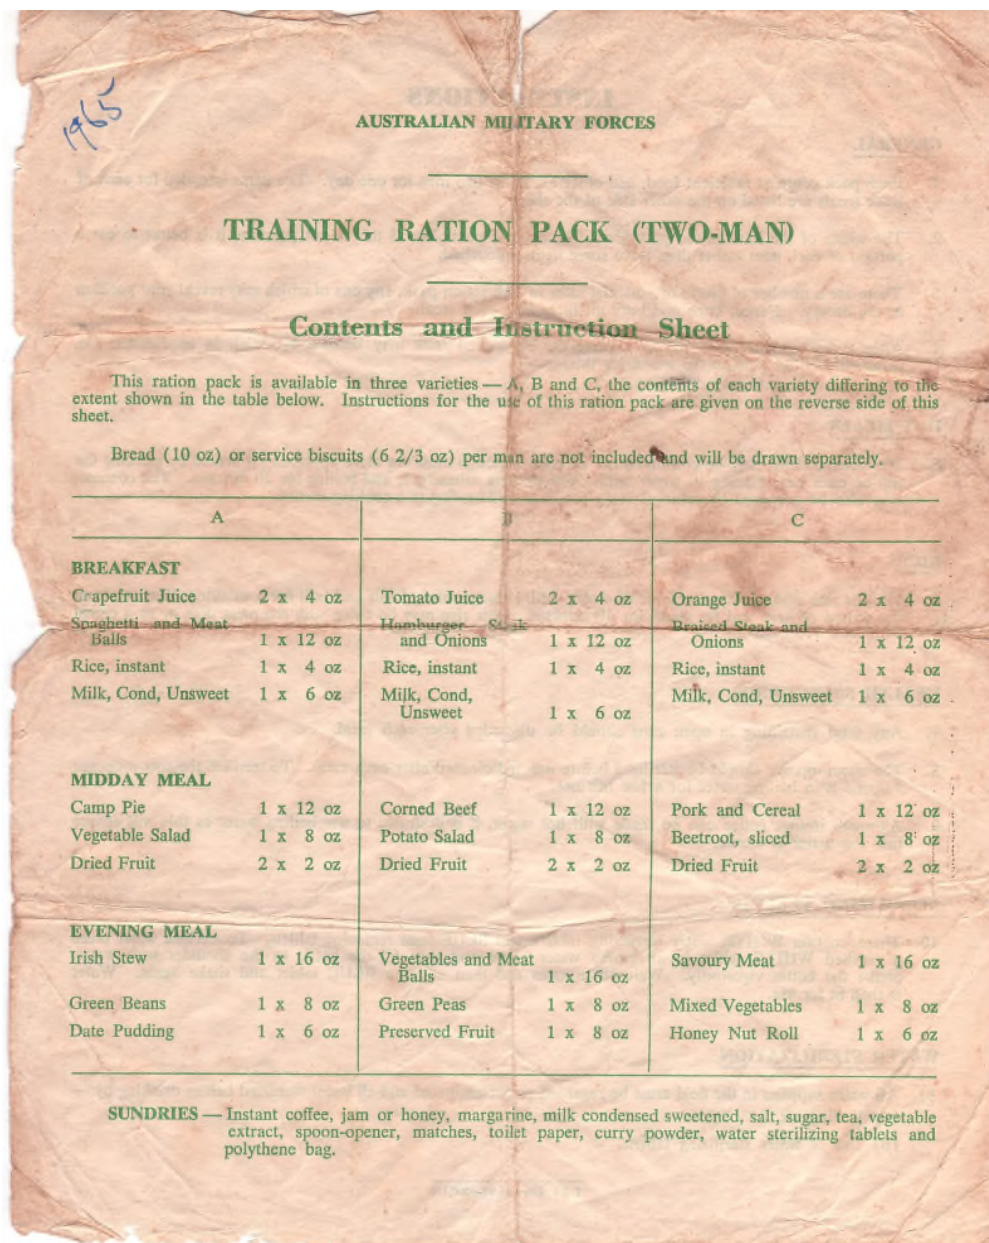 1965
AUSTRALIAN MILITARY FORCES
TRAINING RATION PACK (TWO-MAN)
Contents and Instruction Sheet
This ration pack is available in three varieties — A, B and C, the contents of each variety differing to the
extent shown in the table below. Instructions for the use of this ration pack are given on the reverse side of this
sheet.
Bread (10 oz) or service biscuits (6 2/3 oz) per man are not included and will be drawn separately.
A B C
BREAKFAST
Grapefruit Juice 2 x 4 oz Tomato Juice 2 x 4 oz Orange Juice 2 x 4 oz
Spaghetti and Meat Hamburger Steak Braised Steak and
Balls 1 x 12 oz and Onions 1 x 12 oz Onions 1 x 12 oz
Rice, instant 1 x 4 oz Rice, instant 1 x 4 oz Rice, instant 1 x 4 oz
Milk, Cond, Unsweet 1 x 6 oz Milk, Cond, Milk, Cond, Unsweet 1 x 6 oz
Unsweet 1 x 6 oz
MIDDAY MEAL
Camp Pie 1 x 12 oz Corned Beef 1 x 12 oz Pork and Cereal 1 x 12 oz
Vegetable Salad 1 x 8 oz Potato Salad 1 x 8 oz Beetroot, sliced 1 x 8 oz
Dried Fruit 2 x 2 oz Dried Fruit 2 x 2 oz Dried Fruit 2 x 2 oz
EVENING MEAL
Irish Stew 1 x 16 oz Vegetables and Meat Savoury Meat 1 x 16 oz
Balls 1 x 16 oz
Green Beans 1 x 8 oz Green Peas 1 x 8 oz Mixed Vegetables 1 x 8 oz
Date Pudding 1 x 6 oz Preserved Fruit 1 x 8 oz Honey Nut Roll 1 x 6 oz
SUNDRIES — Instant coffee, jam or honey, margarine, milk condensed sweetened, salt, sugar, tea, vegetable
extract, spoon-opener, matches, toilet paper, curry powder, water sterilizing tablets and
polythene bag.